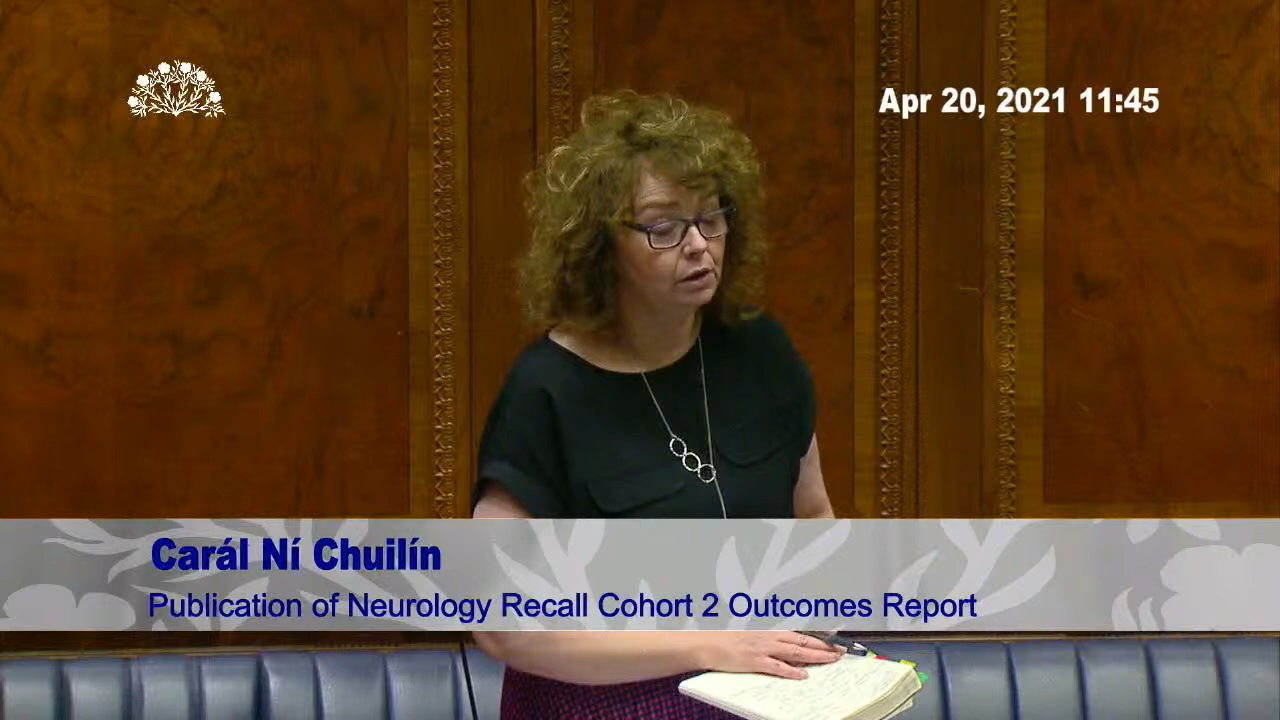 Apr 20, 2021 11:45
Carál Ní Chuilín
Publication of Neurology Recall Cohort 2 Outcomes Report